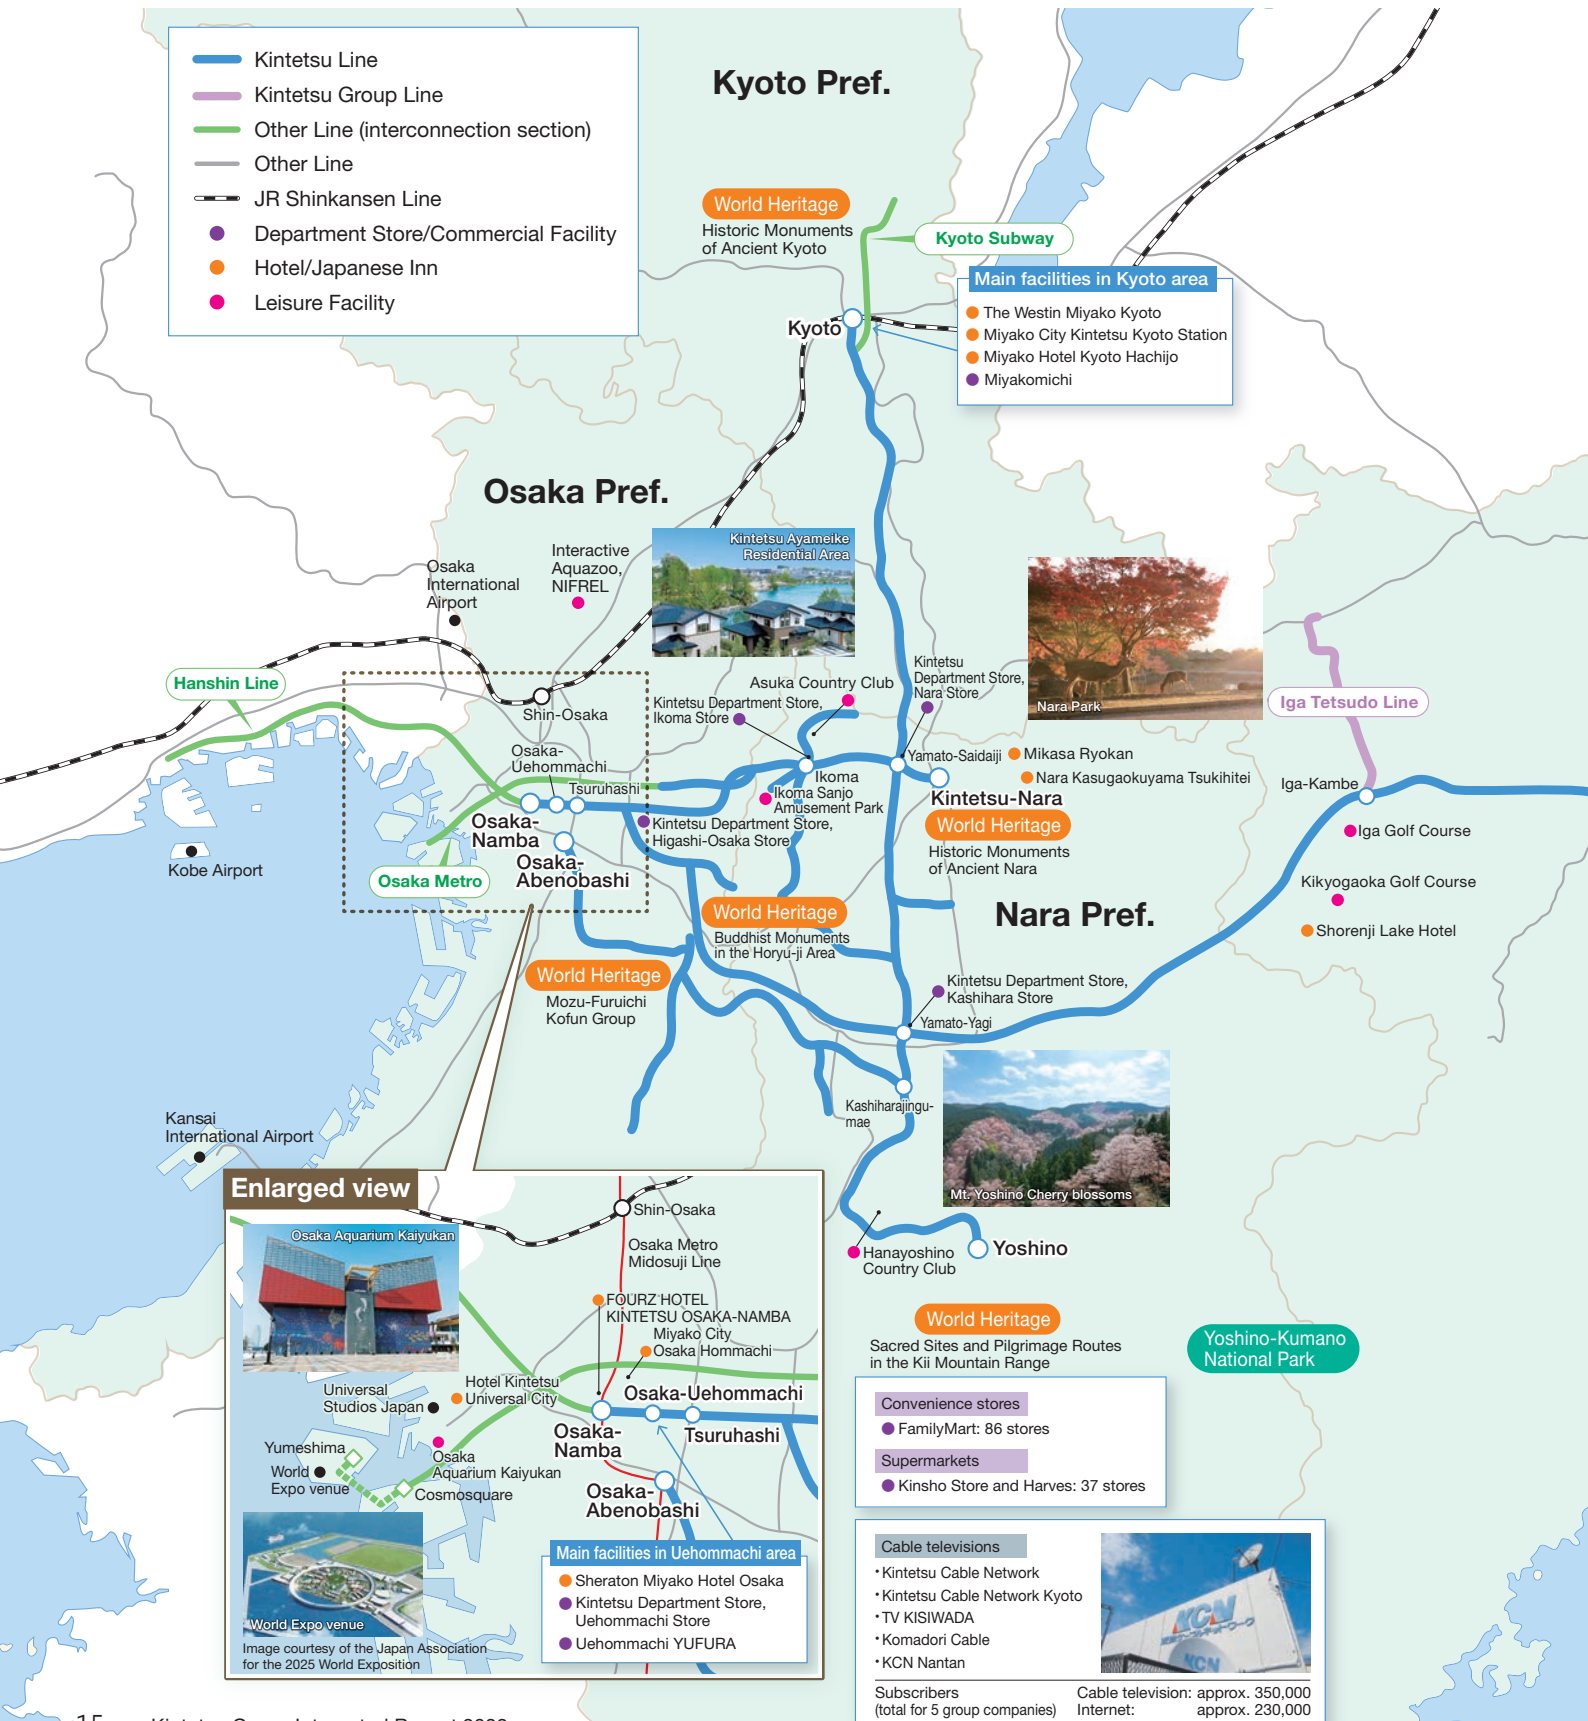 Kintetsu Line
Kintetsu Group Line
Other Line (interconnection section)
Other Line
JR Shinkansen Line
Department Store/Commercial Facility
Hotel/Japanese Inn
Leisure Facility
Kyoto Pref.
World Heritage
Historic Monuments
of Ancient Kyoto
Kyoto Subway
Main facilities in Kyoto area
The Westin Miyako Kyoto
Miyako City Kintetsu Kyoto Station
Miyako Hotel Kyoto Hachijo
Miyakomichi
Kyoto
Osaka Pref.
Kintetsu Ayameike
Residential Area
Interactive
Aquazoo,
NIFREL
Osaka
International
Airport
Nara Park
Hanshin Line
Shin-Osaka
Asuka Country Club
Kintetsu Department Store,
Ikoma Store
Kintetsu
Department Store,
Nara Store
Iga Tetsudo Line
Osaka-
Uehommachi
Tsuruhashi
Ikoma
Ikoma Sanjo
Amusement Park
Yamato-Saidaiji
Mikasa Ryokan
Nara Kasugaokuyama Tsukihitei
Iga-Kambe
Kintetsu-Nara
World Heritage
Historic Monuments
of Ancient Nara
Osaka-
Namba
Kintetsu Department Store,
Higashi-Osaka Store
Osaka-
Abenobashi
Kobe Airport
Osaka Metro
Iga Golf Course
Kikyogaoka Golf Course
Shorenji Lake Hotel
Nara Pref.
World Heritage
Buddhist Monuments
in the Horyu-ji Area
World Heritage
Mozu-Furuichi
Kofun Group
Kintetsu Department Store,
Kashihara Store
Yamato-Yagi
Kashiharajingu-
mae
Mt. Yoshino Cherry blossoms
Kansai
International Airport
Hanayoshino
Country Club
Yoshino
World Heritage
Sacred Sites and Pilgrimage Routes
in the Kii Mountain Range
Yoshino-Kumano
National Park
Enlarged view
Osaka Aquarium Kaiyukan
Shin-Osaka
Osaka Metro
Midosuji Line
FOURZ HOTEL
KINTETSU OSAKA-NAMBA
Miyako City
Osaka Hommachi
Universal
Studios Japan
Hotel Kintetsu
Universal City
Osaka-Uehommachi
Osaka-
Namba
Tsuruhashi
Yumeshima
World
Expo venue
Osaka
Aquarium Kaiyukan
Cosmosquare
Osaka-
Abenobashi
World Expo venue
Image courtesy of the Japan Association
for the 2025 World Exposition
Main facilities in Uehommachi area
Sheraton Miyako Hotel Osaka
Kintetsu Department Store,
Uehommachi Store
Uehommachi YUFURA
Convenience stores
FamilyMart: 86 stores
Supermarkets
Kinsho Store and Harves: 37 stores
Cable televisions
・Kintetsu Cable Network
・Kintetsu Cable Network Kyoto
・TV KISIWADA
・Komadori Cable
・KCN Nantan
KCN
KCN
Subscribers
(total for 5 group companies)
Cable television: approx. 350,000
Internet: approx. 230,000